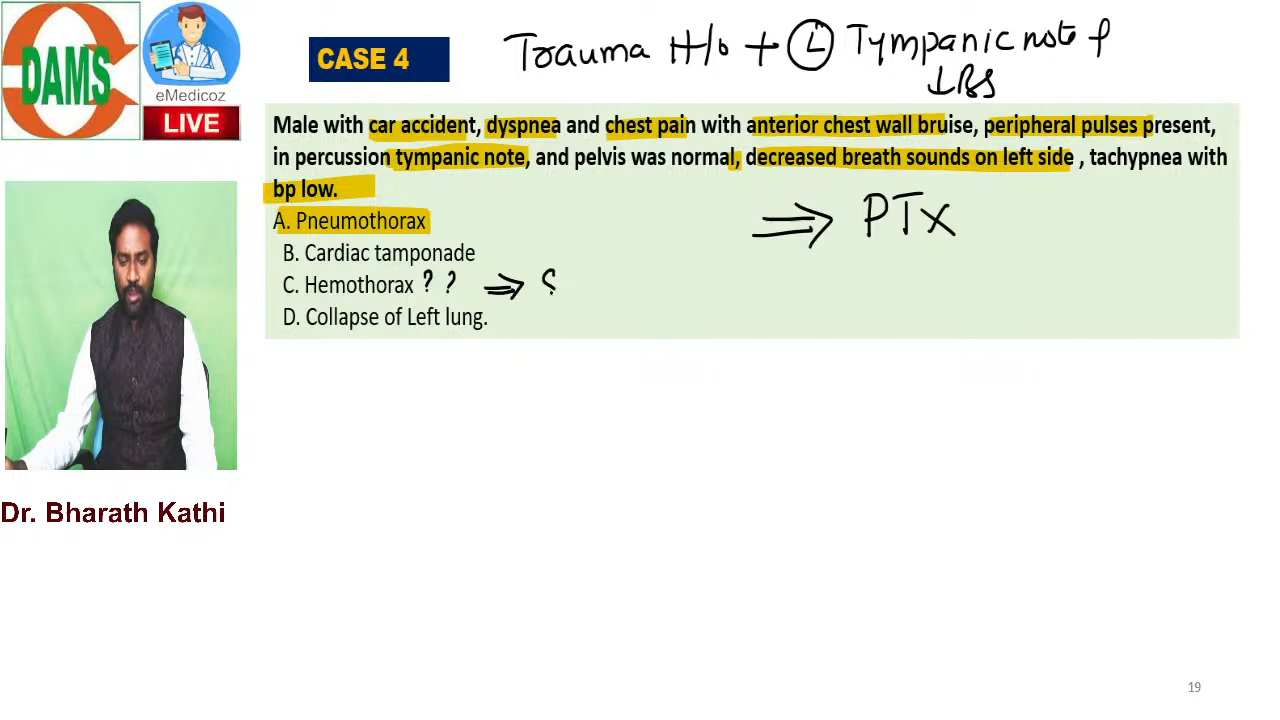 DAMS
eMedicoz
LIVE
CASE 4
Trauma H/o + (L) Tympanic note &
↓BS
Male with car accident, dyspnea and chest pain with anterior chest wall bruise, peripheral pulses present,
in percussion tympanic note, and pelvis was normal, decreased breath sounds on left side , tachypnea with
bp low.
A. Pneumothorax
⇒ PTX
B. Cardiac tamponade
C. Hemothorax ? ? ⇒ S
D. Collapse of Left lung.
Dr. Bharath Kathi
19